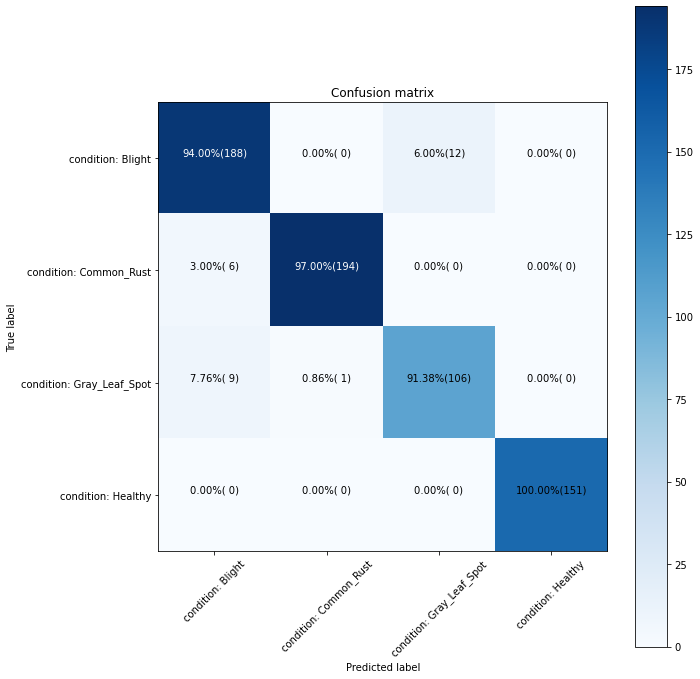 Confusion matrix
condition: Blight
94.00%(188)
0.00%( 0)
6.00%(12)
0.00%( 0)
condition: Common_Rust
3.00%( 6)
97.00%(194)
0.00%( 0)
0.00%( 0)
condition: Gray_Leaf_Spot
7.76%( 9)
0.86%( 1)
91.38%(106)
0.00%( 0)
condition: Healthy
0.00%( 0)
0.00%( 0)
0.00%( 0)
100.00%(151)
True label
condition: Blight
condition: Common_Rust
condition: Gray_Leaf_Spot
condition: Healthy
Predicted label
175
150
125
100
75
50
25
0